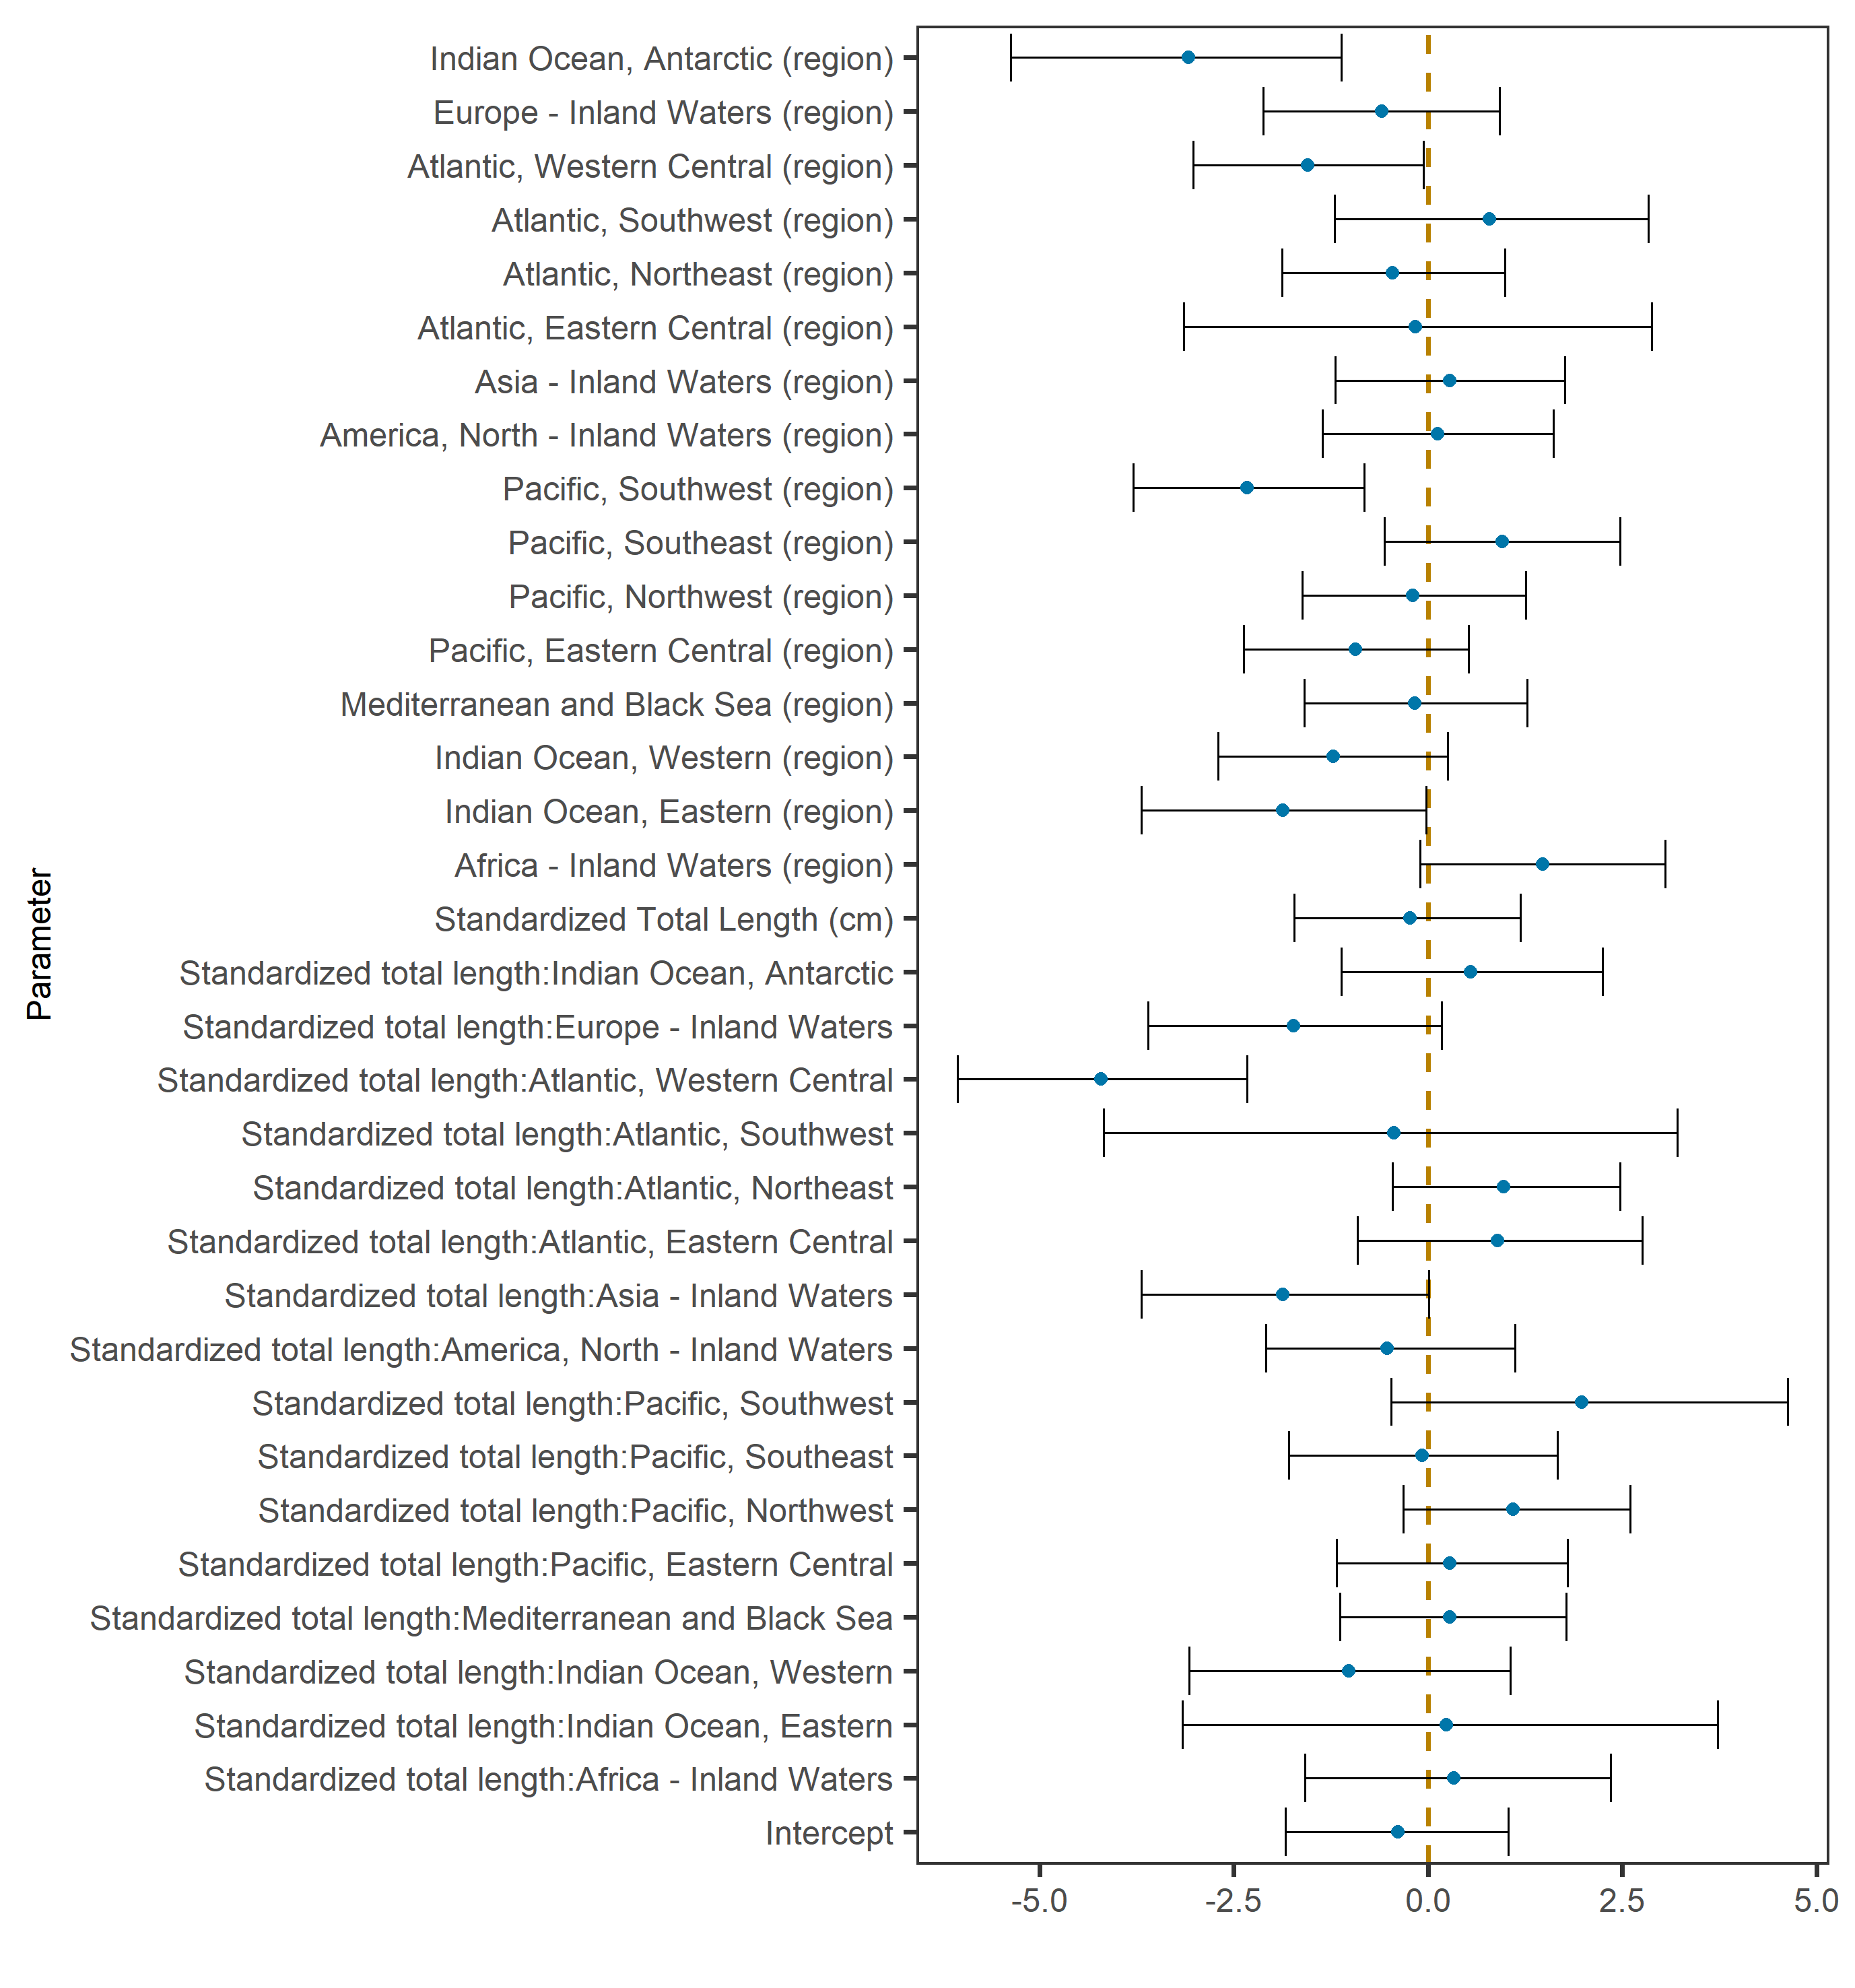 Indian Ocean, Antarctic (region)
Europe - Inland Waters (region)
Atlantic, Western Central (region)
Atlantic, Southwest (region)
Atlantic, Northeast (region)
Atlantic, Eastern Central (region)
Asia - Inland Waters (region)
America, North - Inland Waters (region)
Pacific, Southwest (region)
Pacific, Southeast (region)
Pacific, Northwest (region)
Pacific, Eastern Central (region)
Mediterranean and Black Sea (region)
Indian Ocean, Western (region)
Indian Ocean, Eastern (region)
Africa - Inland Waters (region)
Standardized Total Length (cm)
Standardized total length:Indian Ocean, Antarctic
Standardized total length:Europe - Inland Waters
Standardized total length:Atlantic, Western Central
Standardized total length:Atlantic, Southwest
Standardized total length:Atlantic, Northeast
Standardized total length:Atlantic, Eastern Central
Standardized total length:Asia - Inland Waters
Standardized total length:America, North - Inland Waters
Standardized total length:Pacific, Southwest
Standardized total length:Pacific, Southeast
Standardized total length:Pacific, Northwest
Standardized total length:Pacific, Eastern Central
Standardized total length:Mediterranean and Black Sea
Standardized total length:Indian Ocean, Western
Standardized total length:Indian Ocean, Eastern
Standardized total length:Africa - Inland Waters
Intercept
Parameter
-5.0 -2.5 0.0 2.5 5.0